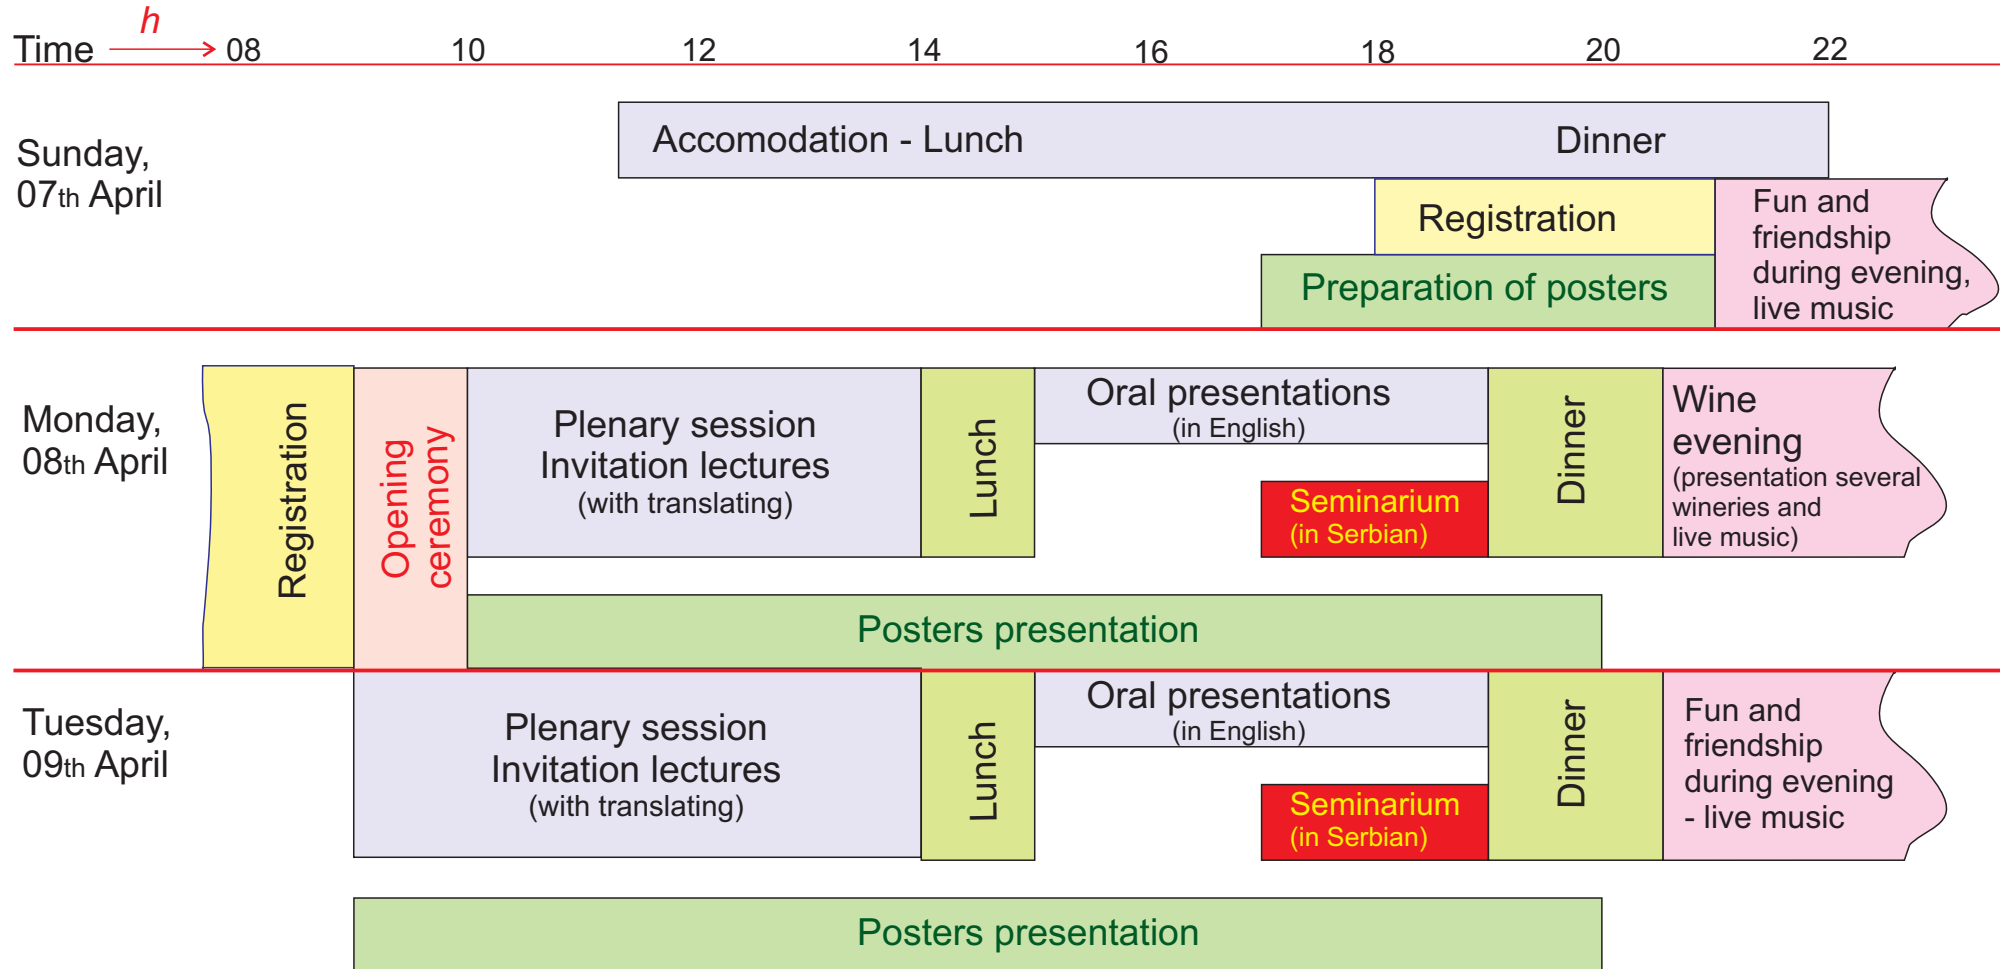 h
Time 08 10 12 14 16 18 20 22
Sunday,
07th April
Accomodation - Lunch
Dinner
Registration
Preparation of posters
Fun and
friendship
during evening,
live music
Monday,
08th April
Registration
Opening
ceremony
Plenary session
Invitation lectures
(with translating)
Lunch
Oral presentations
(in English)
Seminarium
(in Serbian)
Dinner
Wine
evening
(presentation several
wineries and
live music)
Posters presentation
Tuesday,
09th April
Plenary session
Invitation lectures
(with translating)
Lunch
Oral presentations
(in English)
Seminarium
(in Serbian)
Dinner
Fun and
friendship
during evening
- live music
Posters presentation